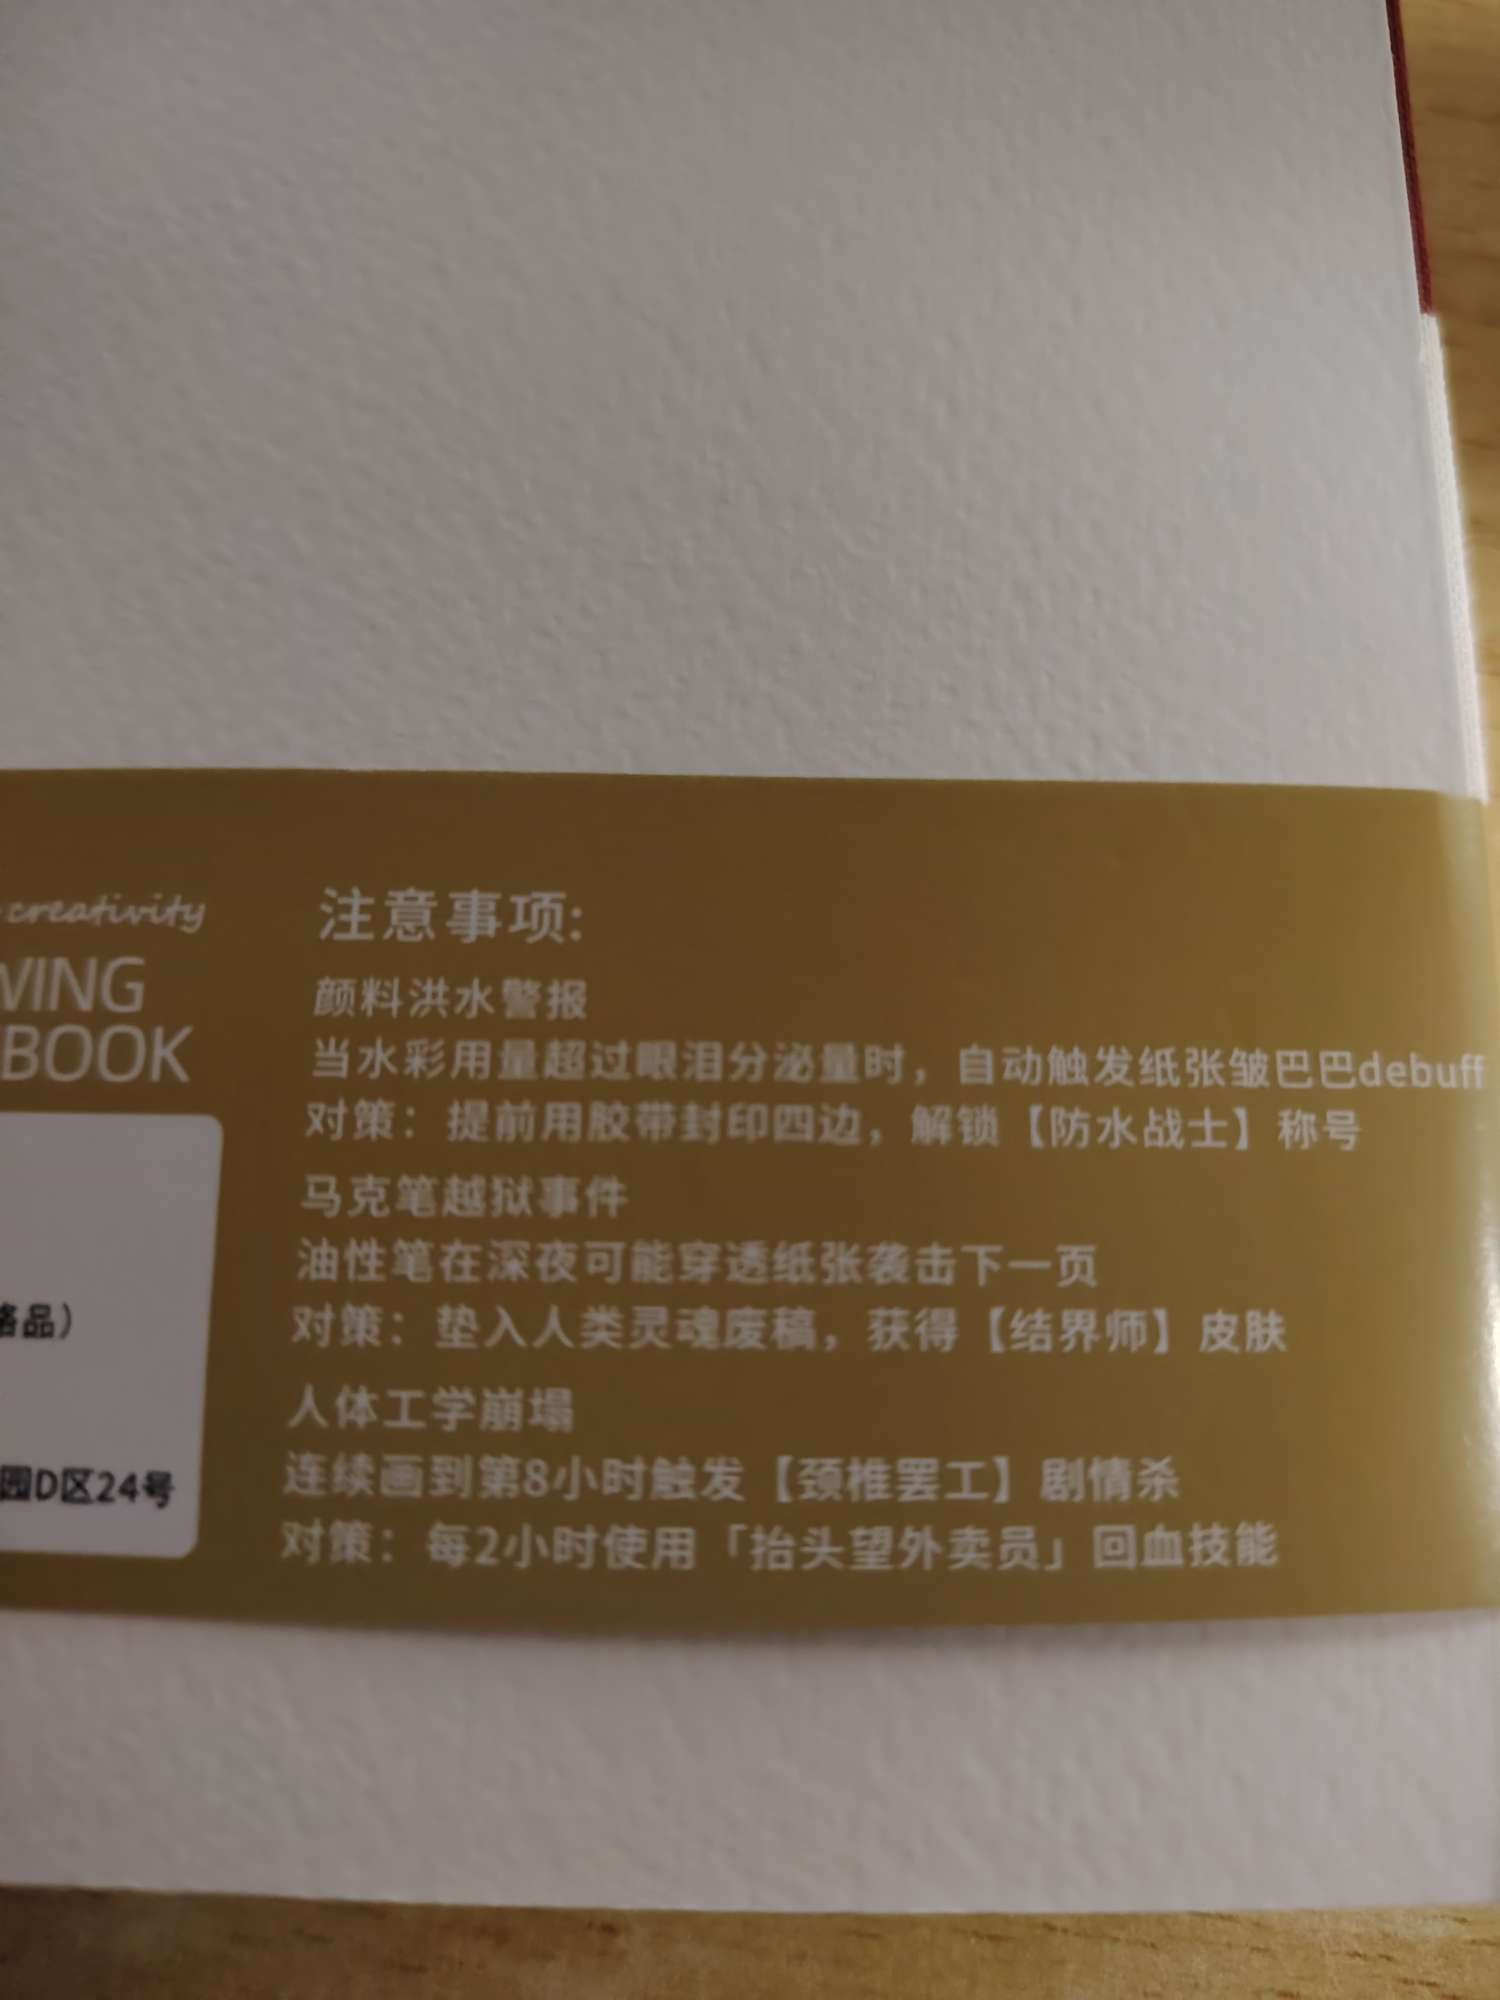 creativity
WING
BOOK
格品）
园D区24号
注意事项:
颜料洪水警报
当水彩用量超过眼泪分泌量时，自动触发纸张皱巴巴debuff
对策：提前用胶带封印四边，解锁【防水战士】称号
马克笔越狱事件
油性笔在深夜可能穿透纸张袭击下一页
对策：垫入人类灵魂废稿，获得【结界师】皮肤
人体工学崩塌
连续画到第8小时触发【颈椎罢工】剧情杀
对策：每2小时使用「抬头望外卖员」回血技能